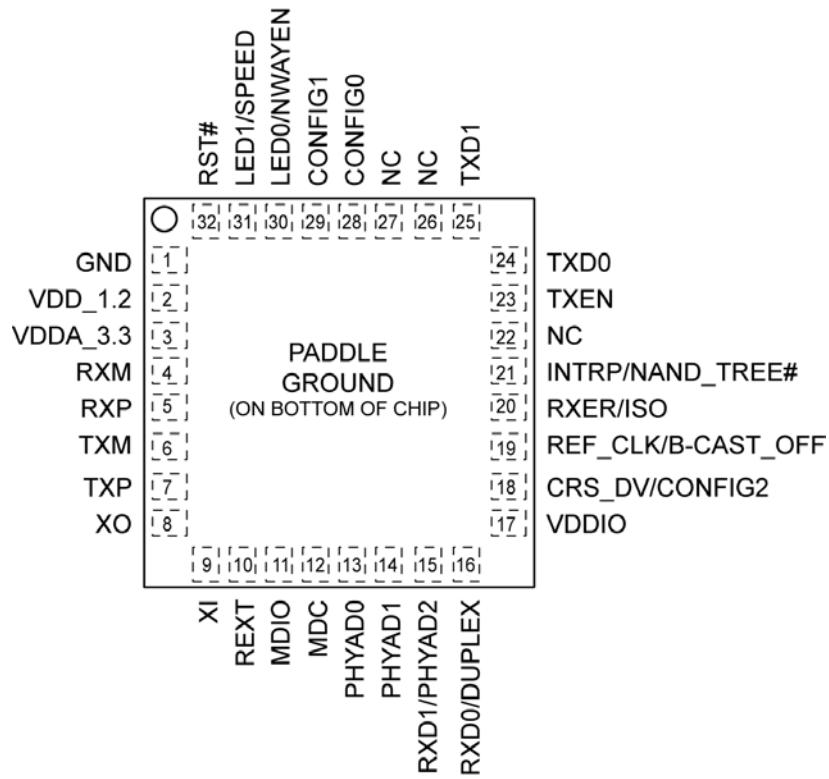 RST#
LED1/SPEED
LED0/NWAYEN
CONFIG1
CONFIG0
NC
NC
TXD1
32
31
30
29
28
27
26
25
GND 1
VDD_1.2 2
VDDA_3.3 3
RXM 4
RXP 5
TXM 6
TXP 7
XO 8
PADDLE
GROUND
(ON BOTTOM OF CHIP)
24 TXD0
23 TXEN
22 NC
21 INTRP/NAND_TREE#
20 RXER/ISO
19 REF_CLK/B-CAST_OFF
18 CRS_DV/CONFIG2
17 VDDIO
9
10
11
12
13
14
15
16
XI
REXT
MDIO
MDC
PHYAD0
PHYAD1
RXD1/PHYAD2
RXD0/DUPLEX